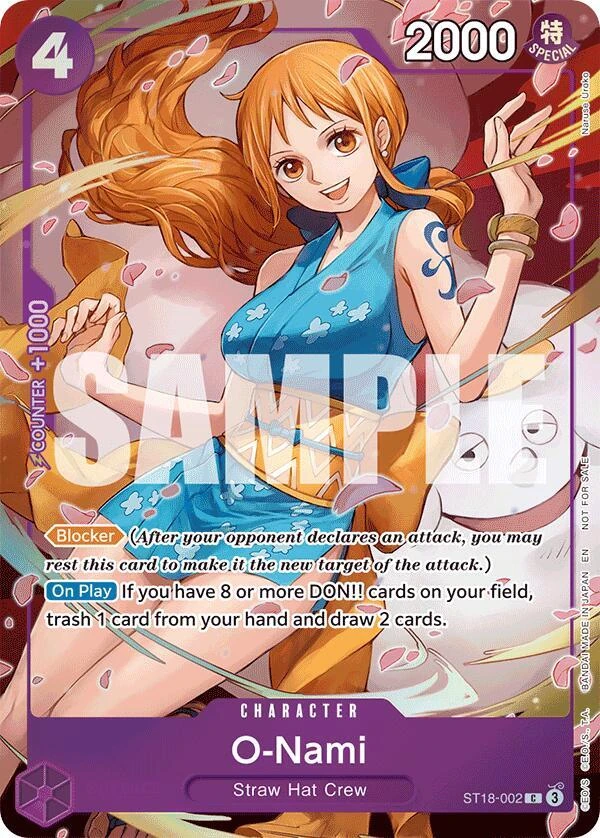 4
2000
特
SPECIAL
Naruse Uroko
COUNTER +1000
SAMPLE
Blocker (After your opponent declares an attack, you may
rest this card to make it the new target of the attack.)
On Play If you have 8 or more DON!! cards on your field,
trash 1 card from your hand and draw 2 cards.
NOT FOR SALE
BANDAI MADE IN JAPAN EN
©EO/S ©E.O./S., T.A.
CHARACTER
O-Nami
Straw Hat Crew
ST18-002 C 3